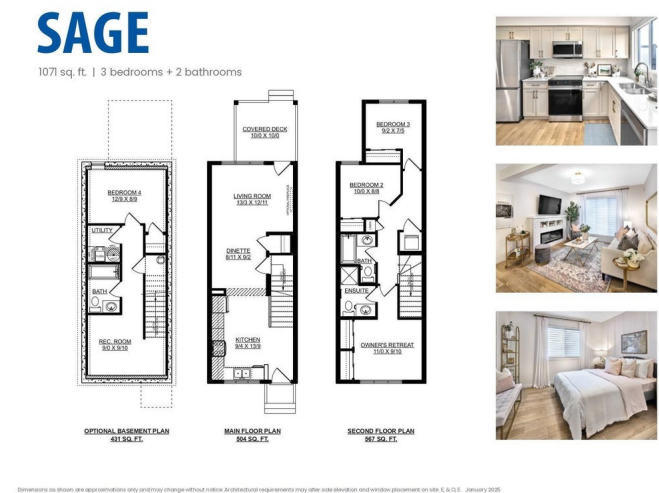 SAGE
1071 sq. ft. | 3 bedrooms + 2 bathrooms
COVERED DECK
10/0 X 10/0
BEDROOM 3
9/2 X 7/5
BEDROOM 4
12/9 X 8/9
LIVING ROOM
13/3 X 12/11
BEDROOM 2
10/0 X 8/8
UTILITY
DINETTE
8/11 X 9/2
BATH
BATH
ENSUITE
REC. ROOM
9/0 X 9/10
KITCHEN
9/4 X 13/9
OWNER'S RETREAT
11/0 X 9/10
OPTIONAL BASEMENT PLAN
431 SQ. FT.
MAIN FLOOR PLAN
504 SQ. FT.
SECOND FLOOR PLAN
567 SQ. FT.
Dimensions as shown are approximations only and may change without notice. Architectural requirements may alter side elevation and window placement on site. E. & O. E. January 2025